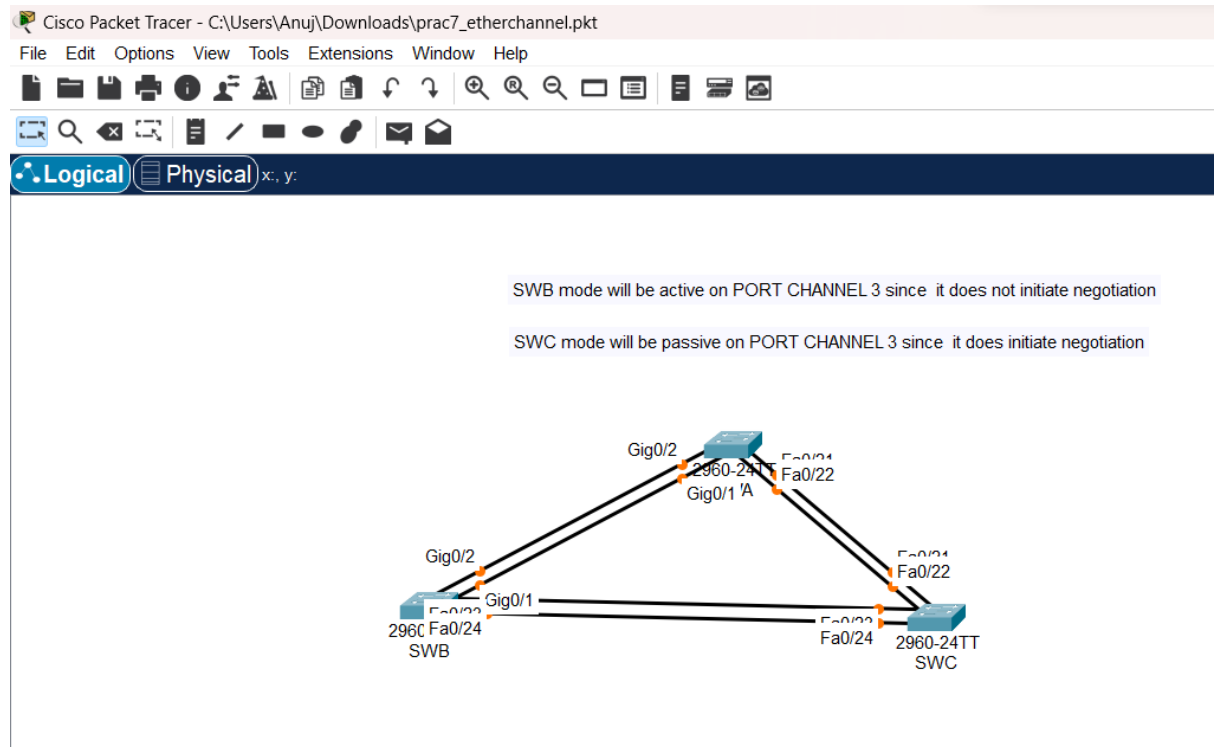 Cisco Packet Tracer - C:\Users\Anuj\Downloads\prac7_etherchannel.pkt
File Edit Options View Tools Extensions Window Help
Logical Physical x:, y:
SWB mode will be active on PORT CHANNEL 3 since it does not initiate negotiation
SWC mode will be passive on PORT CHANNEL 3 since it does initiate negotiation
Gig0/2
2960-24TT
Fa0/22
Gig0/1
Gig0/2
Fa0/22
Gig0/1
Fa0/24
SWB
Fa0/24
2960-24TT
SWC